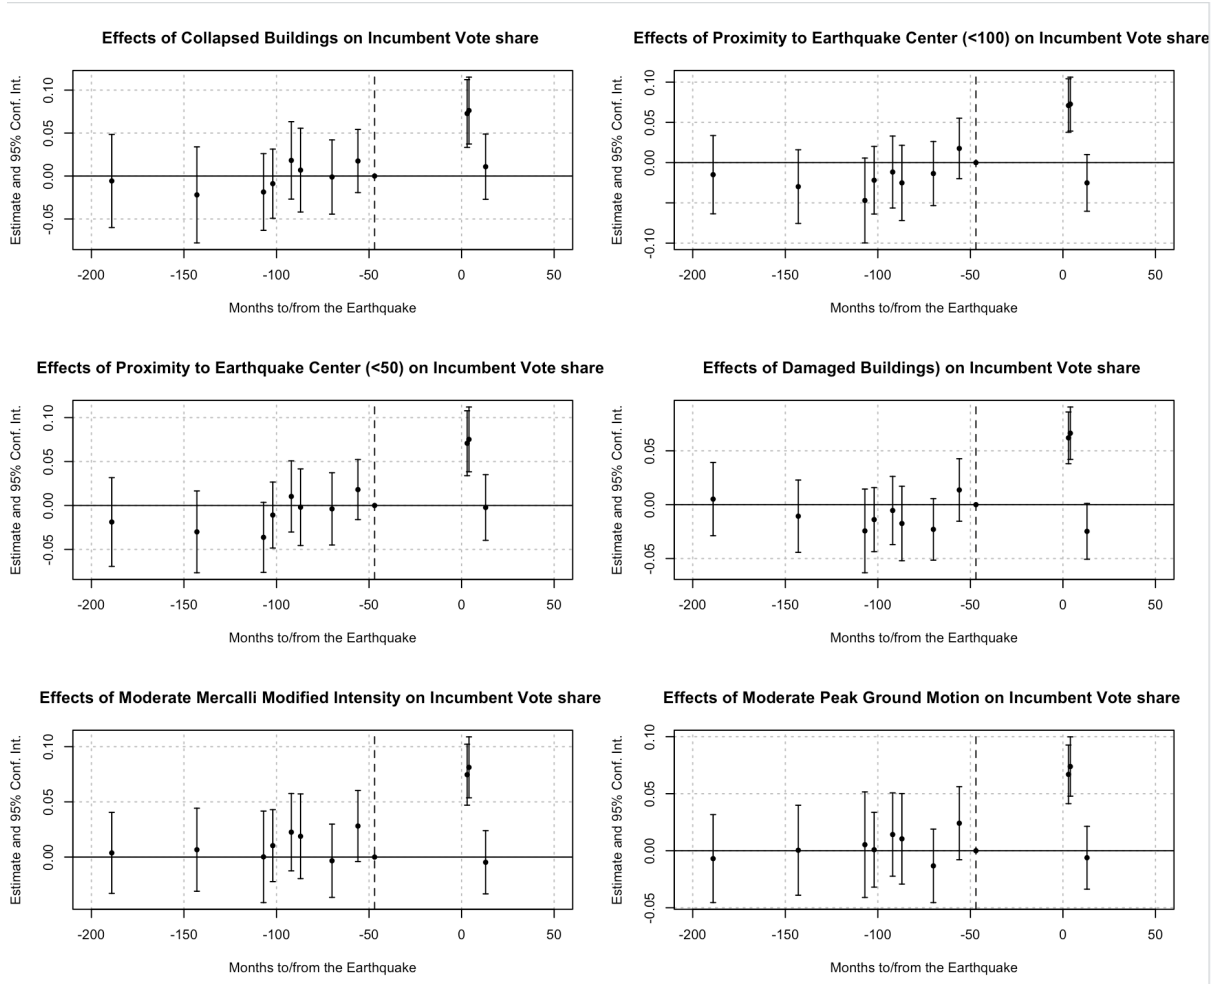 Effects of Collapsed Buildings on Incumbent Vote share
Estimate and 95% Conf. Int.
0.10
0.05
0.00
-0.05
-200 -150 -100 -50 0 50
Months to/from the Earthquake
Effects of Proximity to Earthquake Center (<100) on Incumbent Vote share
Estimate and 95% Conf. Int.
0.10
0.05
0.00
-0.10
-200 -150 -100 -50 0 50
Months to/from the Earthquake
Effects of Proximity to Earthquake Center (<50) on Incumbent Vote share
Estimate and 95% Conf. Int.
0.10
0.05
0.00
-0.05
-200 -150 -100 -50 0 50
Months to/from the Earthquake
Effects of Damaged Buildings) on Incumbent Vote share
Estimate and 95% Conf. Int.
0.05
0.00
-0.05
-200 -150 -100 -50 0 50
Months to/from the Earthquake
Effects of Moderate Mercalli Modified Intensity on Incumbent Vote share
Estimate and 95% Conf. Int.
0.10
0.05
0.00
-200 -150 -100 -50 0 50
Months to/from the Earthquake
Effects of Moderate Peak Ground Motion on Incumbent Vote share
Estimate and 95% Conf. Int.
0.10
0.05
0.00
-0.05
-200 -150 -100 -50 0 50
Months to/from the Earthquake